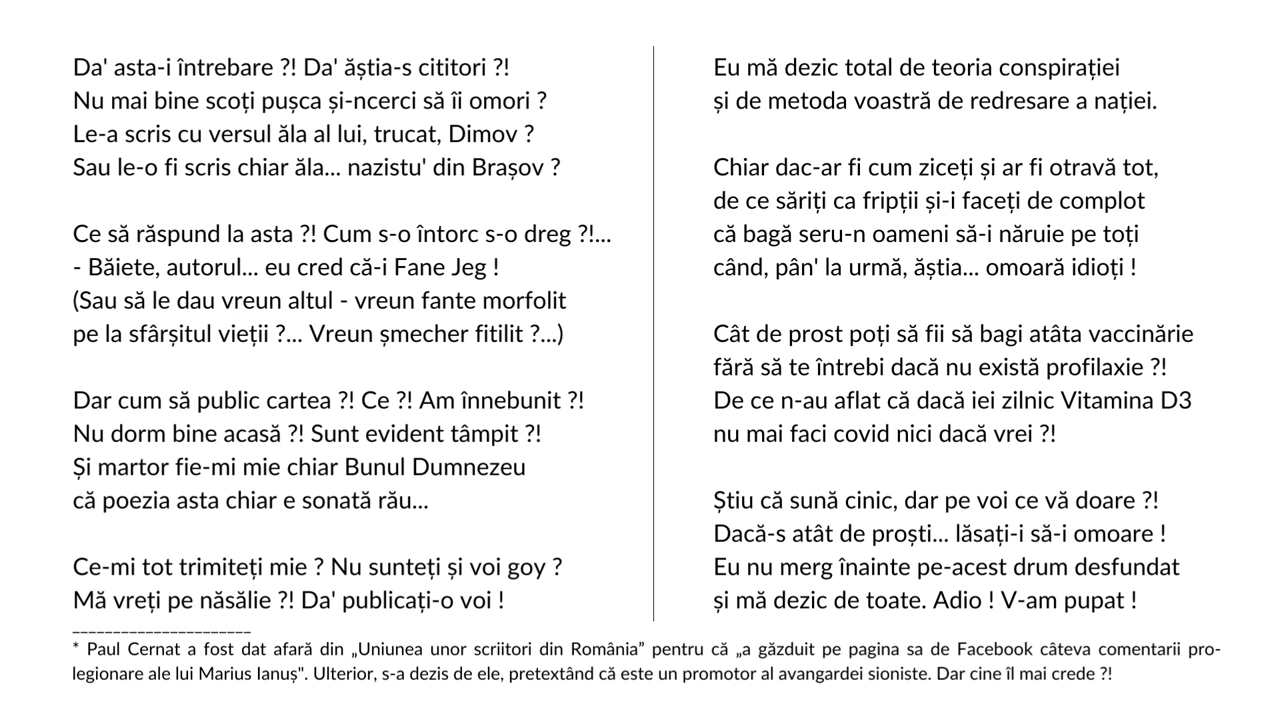 Da' asta-i întrebare ?! Da' ăștia-s cititori ?!
Nu mai bine scoți pușca și-ncerci să îi omori ?
Le-a scris cu versul ăla al lui, trucat, Dimov ?
Sau le-o fi scris chiar ăla... nazistu' din Brașov ?

Ce să răspund la asta ?! Cum s-o întorc s-o dreg ?!...
- Băiete, autorul... eu cred că-i Fane Jeg !
(Sau să le dau vreun altul - vreun fante morfolit
pe la sfârșitul vieții ?... Vreun șmecher fitilit ?...)

Dar cum să public cartea ?! Ce ?! Am înnebunit ?!
Nu dorm bine acasă ?! Sunt evident tâmpit ?!
Și martor fie-mi mie chiar Bunul Dumnezeu
că poezia asta chiar e sonată rău...

Ce-mi tot trimiteți mie ? Nu sunteți și voi goy ?
Mă vreți pe năsălie ?! Da' publicați-o voi !

Eu mă dezic total de teoria conspirației
și de metoda voastră de redresare a nației.

Chiar dac-ar fi cum ziceți și ar fi otravă tot,
de ce săriți ca fripții și-i faceți de complot
că bagă seru-n oameni să-i năruie pe toți
când, pân' la urmă, ăștia... omoară idioți !

Cât de prost poți să fii să bagi atâta vaccinărie
fără să te întrebi dacă nu există profilaxie ?!
De ce n-au aflat că dacă iei zilnic Vitamina D3
nu mai faci covid nici dacă vrei ?!

Știu că sună cinic, dar pe voi ce vă doare ?!
Dacă-s atât de proști... lăsați-i să-i omoare !
Eu nu merg înainte pe-acest drum desfundat
și mă dezic de toate. Adio ! V-am pupat !

______________________
* Paul Cernat a fost dat afară din „Uniunea unor scriitori din România” pentru că „a găzduit pe pagina sa de Facebook câteva comentarii pro-
legionare ale lui Marius Ianuș". Ulterior, s-a dezis de ele, pretextând că este un promotor al avangardei sioniste. Dar cine îl mai crede ?!